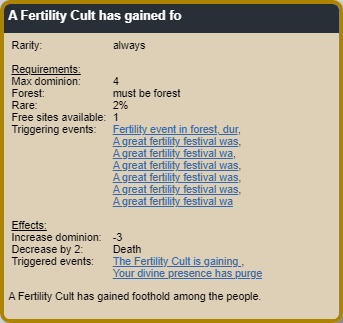 A Fertility Cult has gained fo
Rarity: always
Requirements:
Max dominion: 4
Forest: must be forest
Rare: 2%
Free sites available: 1
Triggering events: Fertility event in forest, dur,
A great fertility festival was,
A great fertility festival wa,
A great fertility festival was,
A great fertility festival was,
A great fertility festival was,
A great fertility festival wa
Effects:
Increase dominion: -3
Decrease by 2: Death
Triggered events: The Fertility Cult is gaining ,
Your divine presence has purge
A Fertility Cult has gained foothold among the people.